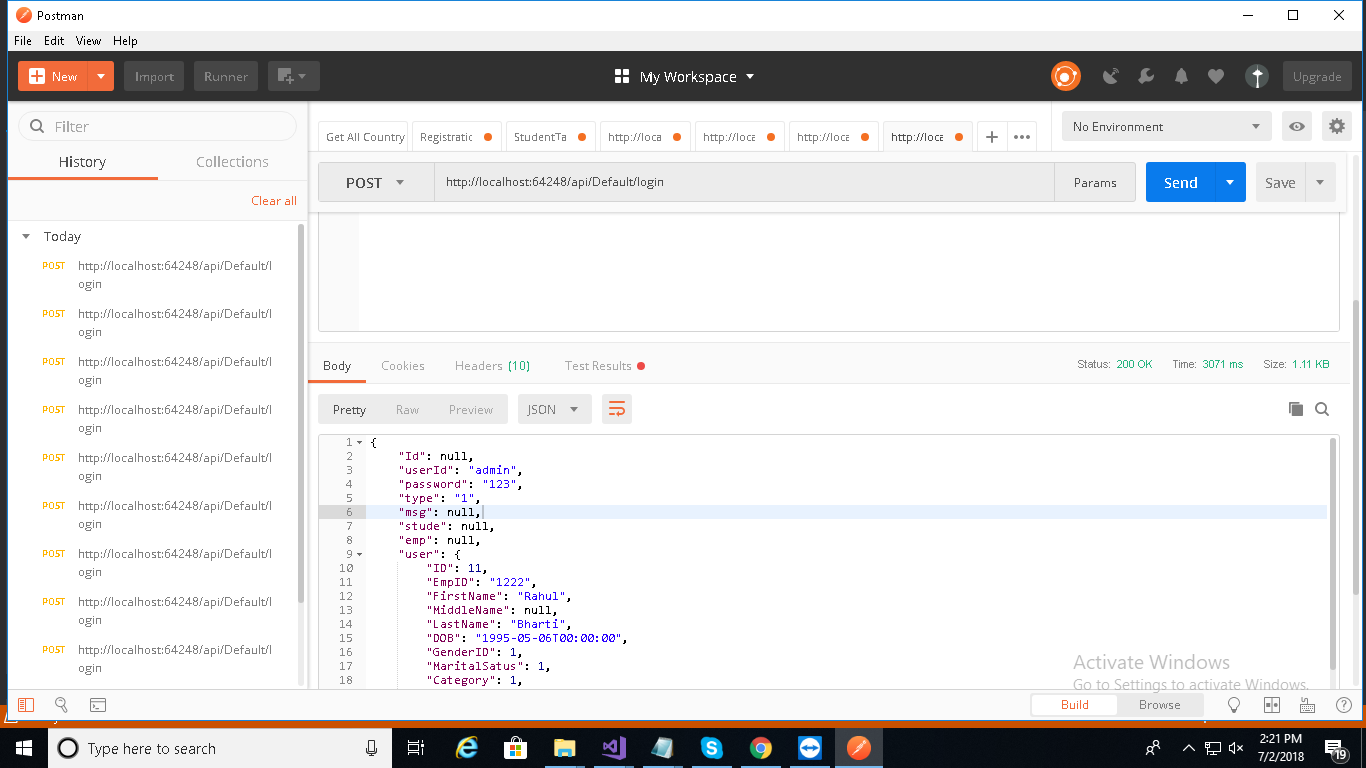 Postman
File Edit View Help
New Import Runner My Workspace Upgrade
Filter
History Collections
Clear all
Today
POST http://localhost:64248/api/Default/l
ogin
POST http://localhost:64248/api/Default/l
ogin
POST http://localhost:64248/api/Default/l
ogin
POST http://localhost:64248/api/Default/l
ogin
POST http://localhost:64248/api/Default/l
ogin
POST http://localhost:64248/api/Default/l
ogin
POST http://localhost:64248/api/Default/l
ogin
POST http://localhost:64248/api/Default/l
ogin
POST http://localhost:64248/api/Default/l
ogin
Get All Country Registratic StudentTa http://loca http://loca http://loca http://loca No Environment
POST http://localhost:64248/api/Default/login Params Send Save
Body Cookies Headers (10) Test Results Status: 200 OK Time: 3071 ms Size: 1.11 KB
Pretty Raw Preview JSON
1 {
2 "Id": null,
3 "userId": "admin",
4 "password": "123",
5 "type": "1",
6 "msg": null,
7 "stude": null,
8 "emp": null,
9 "user": {
10 "ID": 11,
11 "EmpID": "1222",
12 "FirstName": "Rahul",
13 "MiddleName": null,
14 "LastName": "Bharti",
15 "DOB": "1995-05-06T00:00:00",
16 "GenderID": 1,
17 "MaritalSatus": 1,
18 "Category": 1,
Activate Windows
Go to Settings to activate Windows.
Build Browse
Type here to search
2:21 PM
7/2/2018
19